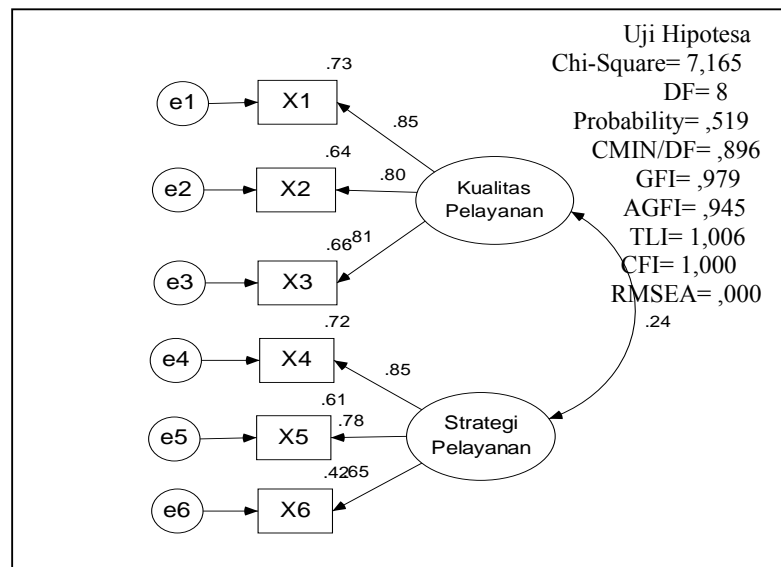 Uji Hipotesa
Chi-Square= 7,165
DF= 8
Probability= ,519
CMIN/DF= ,896
GFI= ,979
AGFI= ,945
TLI= 1,006
CFI= 1,000
RMSEA= ,000
.73
e1
X1
.85
.64
e2
X2
.80
Kualitas
Pelayanan
.66
.81
e3
X3
.24
.72
e4
X4
.85
.61
e5
X5
.78
Strategi
Pelayanan
.42
.65
e6
X6